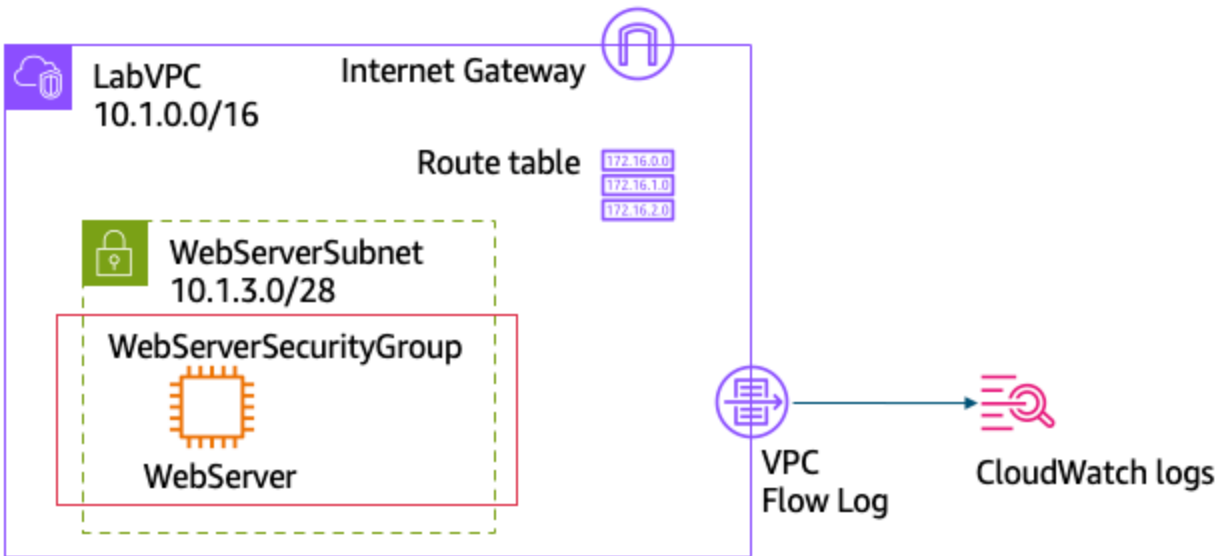 LabVPC
10.1.0.0/16
Internet Gateway
Route table
172.16.0.0
172.16.1.0
172.16.2.0
WebServerSubnet
10.1.3.0/28
WebServerSecurityGroup
WebServer
VPC
Flow Log
CloudWatch logs